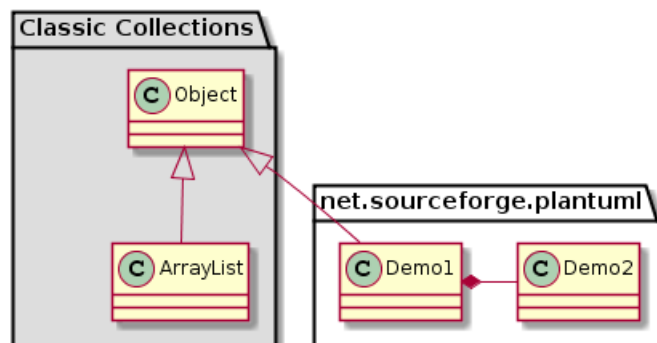 Classic Collections
C Object
net.sourceforge.plantuml
C ArrayList
C Demo1
C Demo2